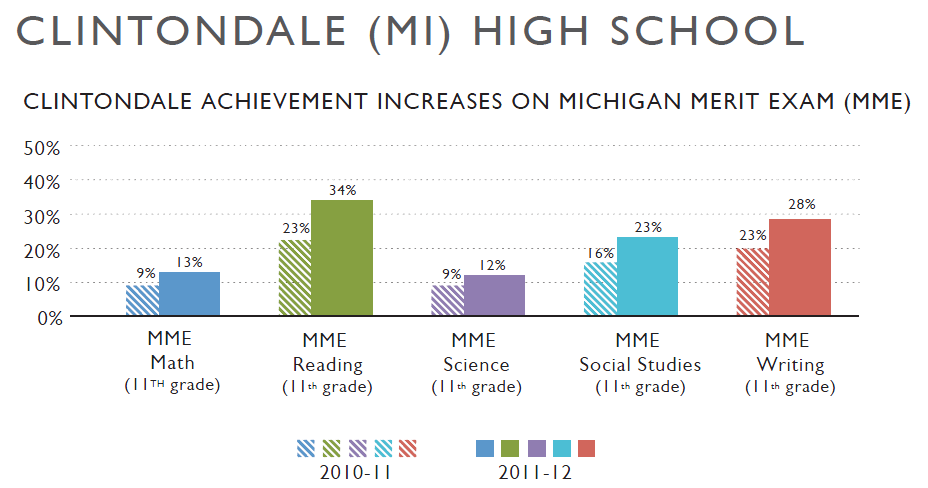 CLINTONDALE (MI) HIGH SCHOOL
CLINTONDALE ACHIEVEMENT INCREASES ON MICHIGAN MERIT EXAM (MME)
50%
40%
30%
20%
10%
0%
9%
13%
23%
34%
9%
12%
16%
23%
23%
28%
MME
Math
(11TH grade)
MME
Reading
(11th grade)
MME
Science
(11th grade)
MME
Social Studies
(11th grade)
MME
Writing
(11th grade)
2010-11
2011-12